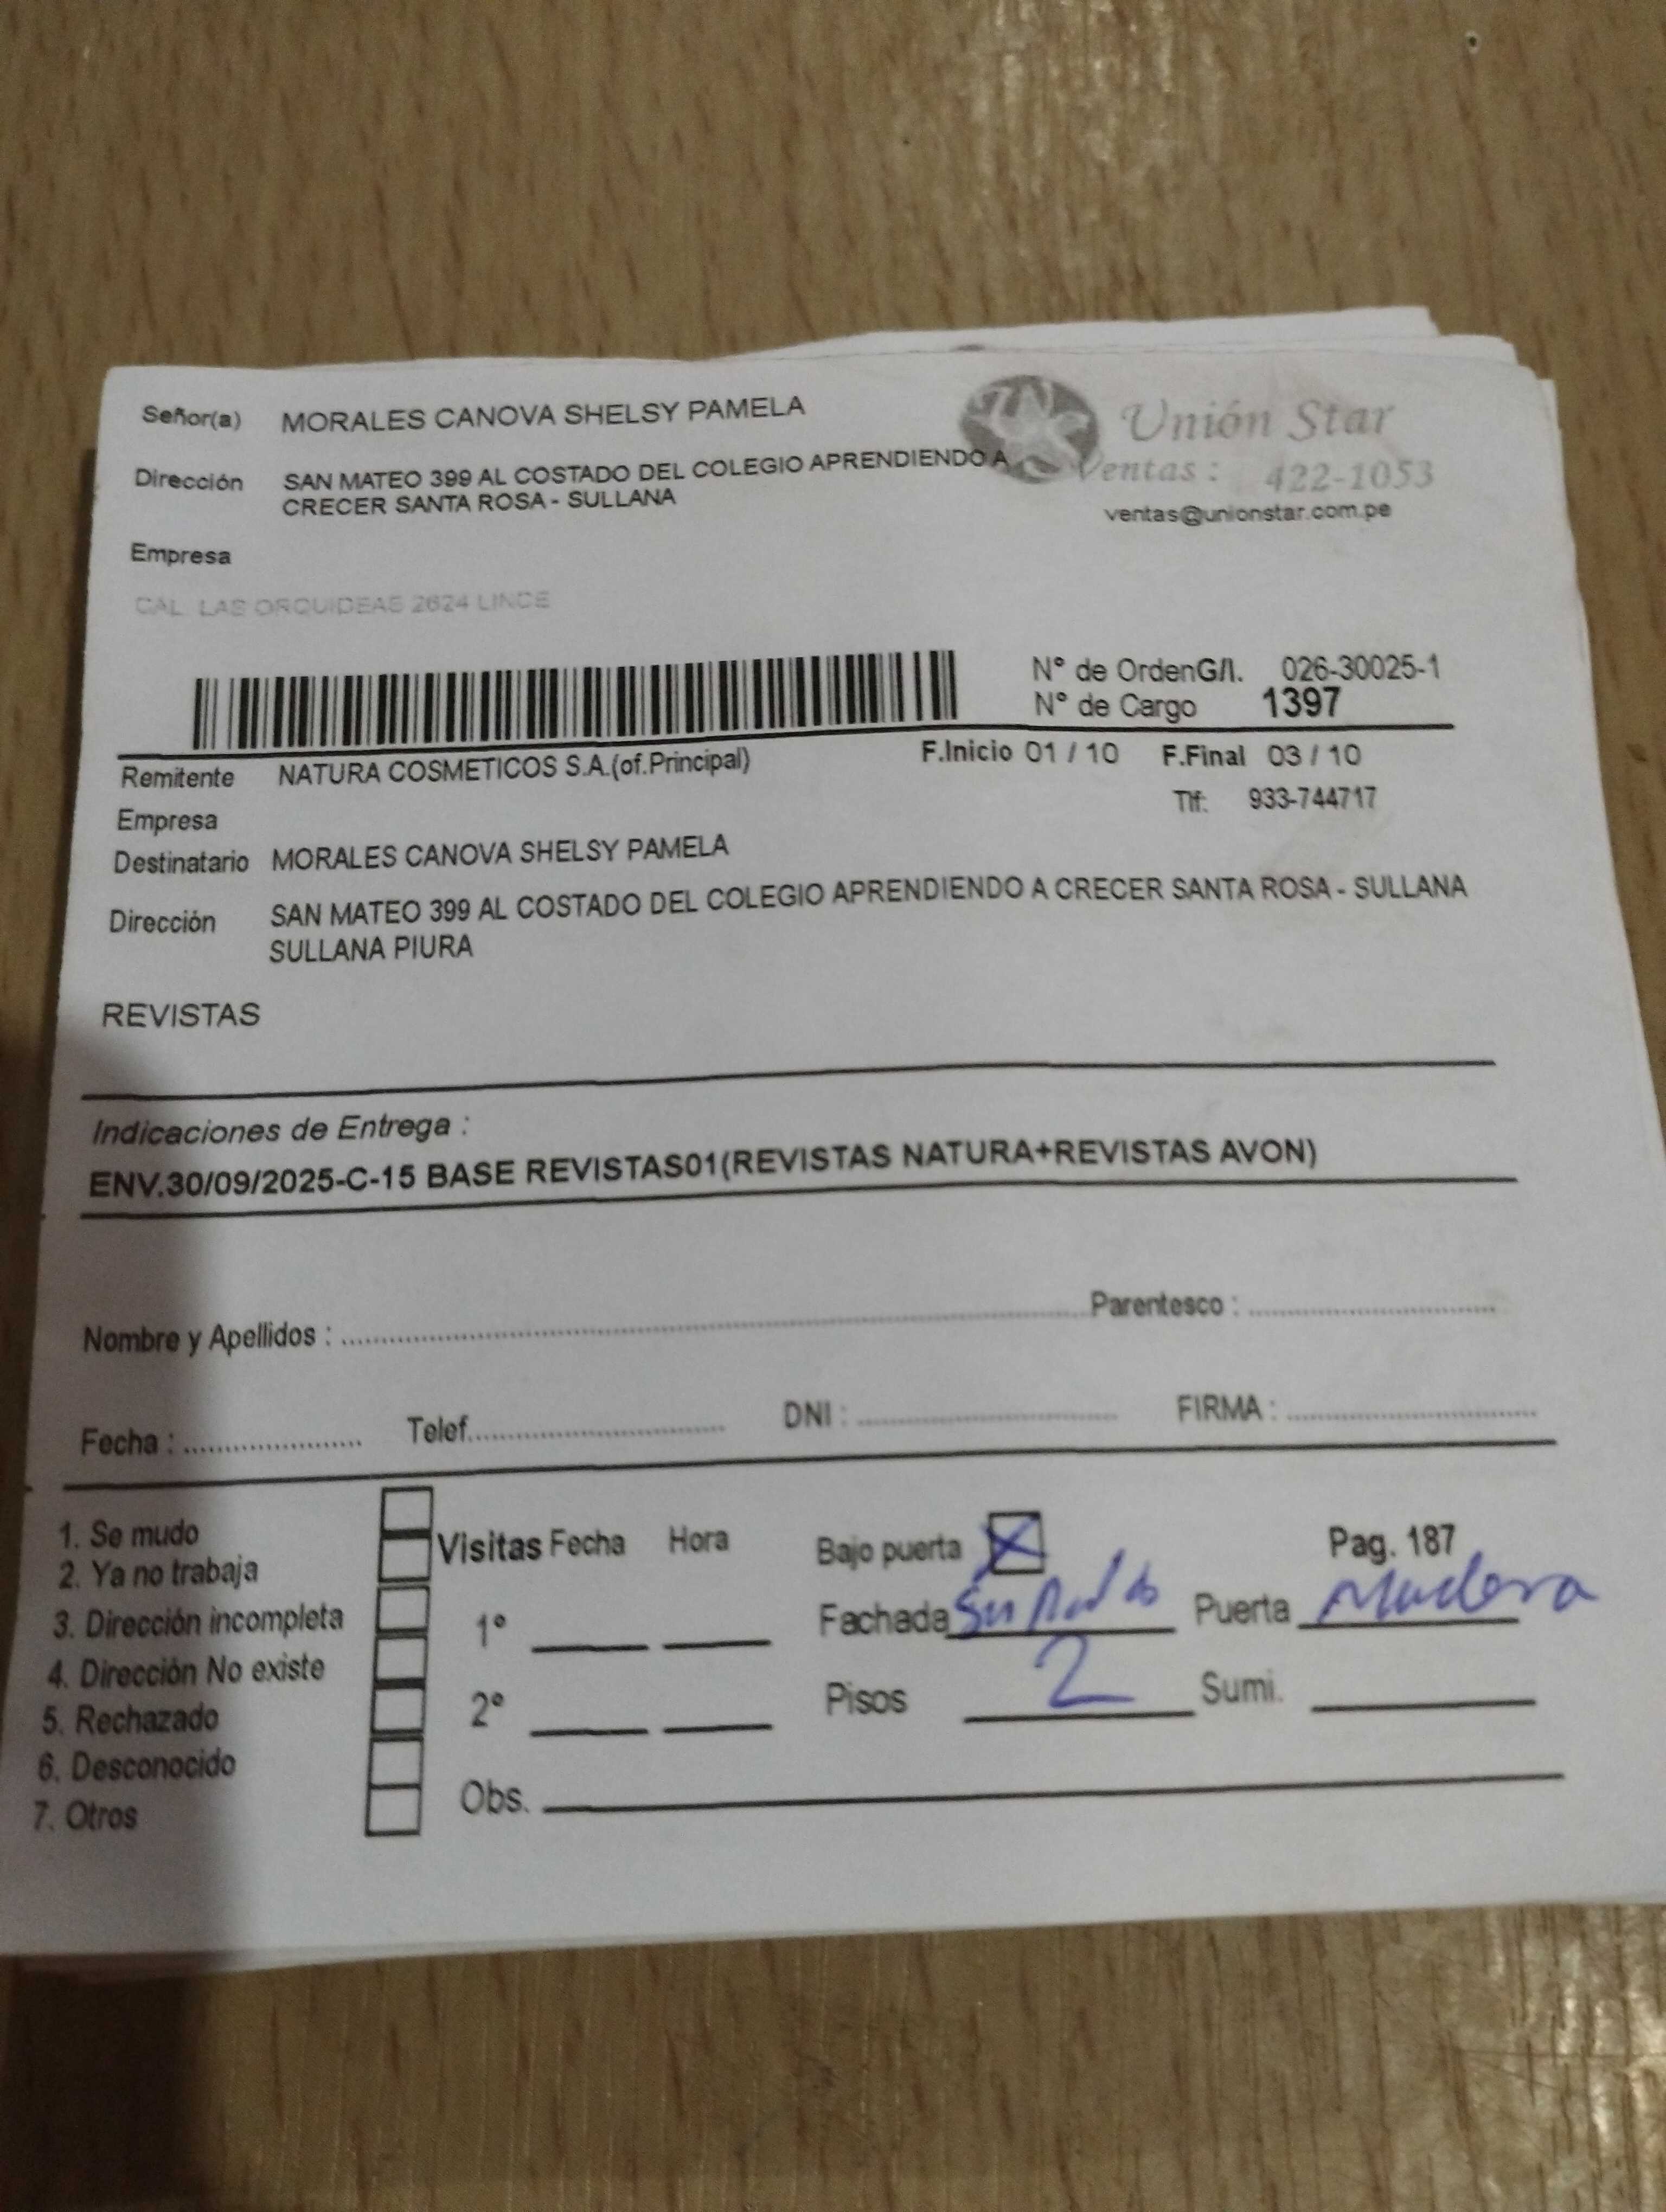 Señor(a) MORALES CANOVA SHELSY PAMELA
Unión Star
Dirección SAN MATEO 399 AL COSTADO DEL COLEGIO APRENDIENDO A
CRECER SANTA ROSA - SULLANA
Ventas : 422-1053
ventas@unionstar.com.pe
Empresa
CAL. LAS ORQUIDEAS 2624 LINCE
Nº de OrdenG/I. 026-30025-1
Nº de Cargo 1397
Remitente NATURA COSMETICOS S.A.(of.Principal)
F.Inicio 01 / 10 F.Final 03 / 10
Empresa
Tlf: 933-744717
Destinatario MORALES CANOVA SHELSY PAMELA
Dirección SAN MATEO 399 AL COSTADO DEL COLEGIO APRENDIENDO A CRECER SANTA ROSA - SULLANA
SULLANA PIURA
REVISTAS
Indicaciones de Entrega :
ENV.30/09/2025-C-15 BASE REVISTAS01(REVISTAS NATURA+REVISTAS AVON)
Nombre y Apellidos : Parentesco :
Fecha : Telef. DNI : FIRMA :
1. Se mudo
2. Ya no trabaja
3. Dirección incompleta
4. Dirección No existe
5. Rechazado
6. Desconocido
7. Otros
Visitas Fecha Hora
1º
2º
Obs.
Bajo puerta X Pag. 187
Fachada Puerta Madera
Pisos 2 Sumi.